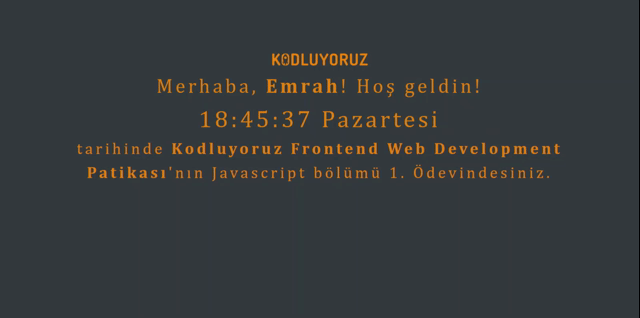 KODLUYORUZ
Merhaba, Emrah! Hoş geldin!
18:45:37 Pazartesi
tarihinde Kodluyoruz Frontend Web Development
Patikası'nın Javascript bölümü 1. Ödevindesiniz.